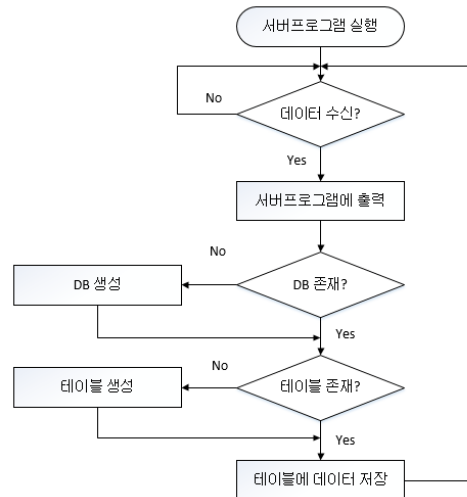 서버프로그램 실행
No
데이터 수신?
Yes
서버프로그램에 출력
No
DB 생성
DB 존재?
Yes
No
테이블 생성
테이블 존재?
Yes
테이블에 데이터 저장